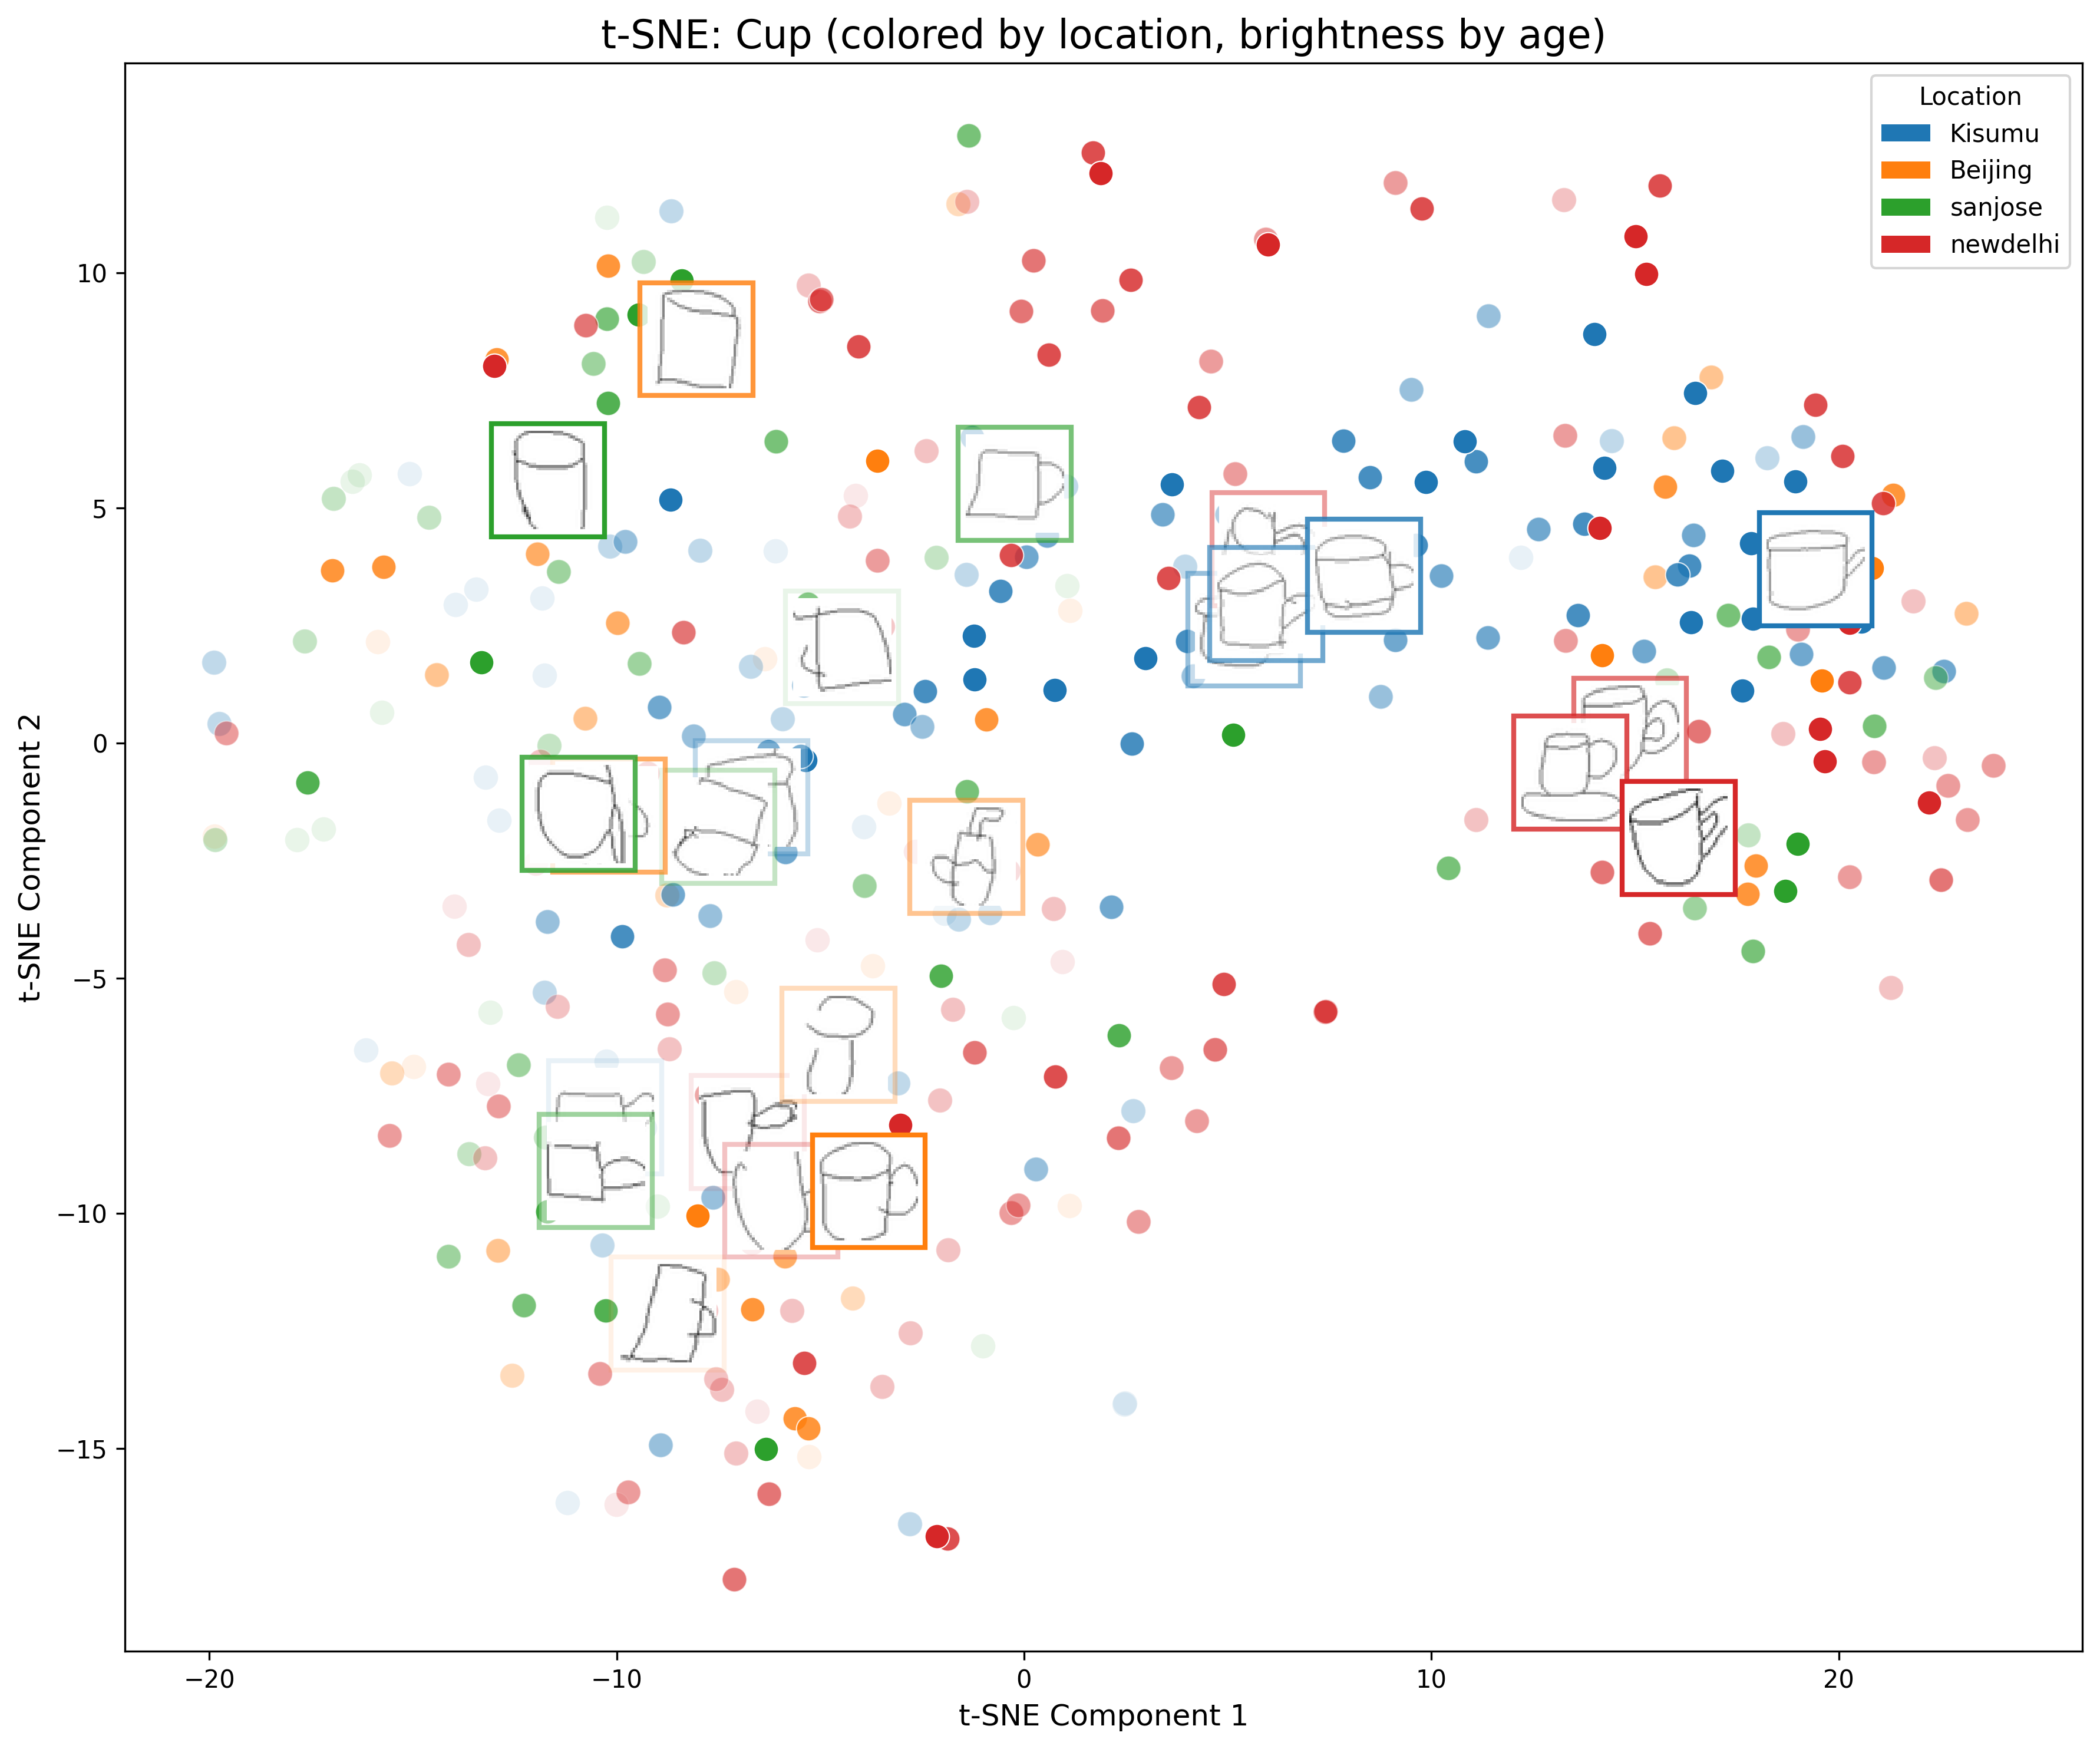 t-SNE: Cup (colored by location, brightness by age)
Location
Kisumu
Beijing
sanjose
newdelhi
10
5
0
−5
−10
−15
t-SNE Component 2
−20
−10
0
10
20
t-SNE Component 1